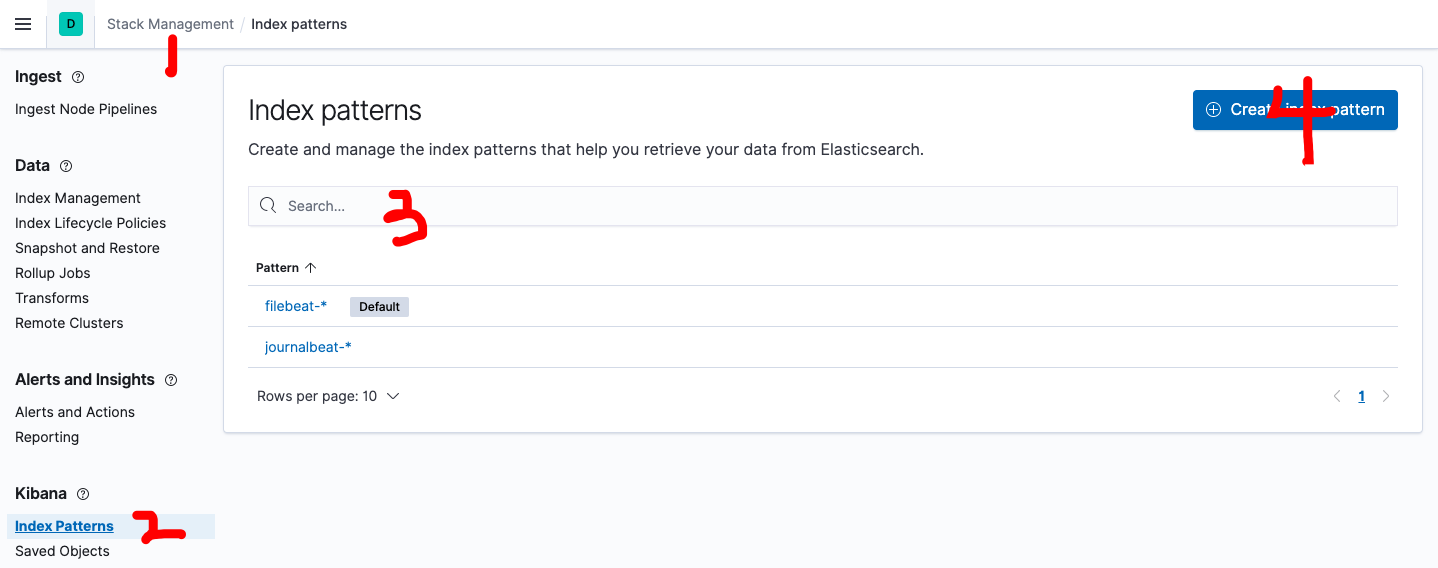 D Stack Management / Index patterns
1
Ingest
Ingest Node Pipelines
Data
Index Management
Index Lifecycle Policies
Snapshot and Restore
Rollup Jobs
Transforms
Remote Clusters
Alerts and Insights
Alerts and Actions
Reporting
Kibana
Index Patterns 2
Saved Objects
Index patterns
Create index pattern
4
Create and manage the index patterns that help you retrieve your data from Elasticsearch.
Search... 3
Pattern
filebeat-* Default
journalbeat-*
Rows per page: 10
1